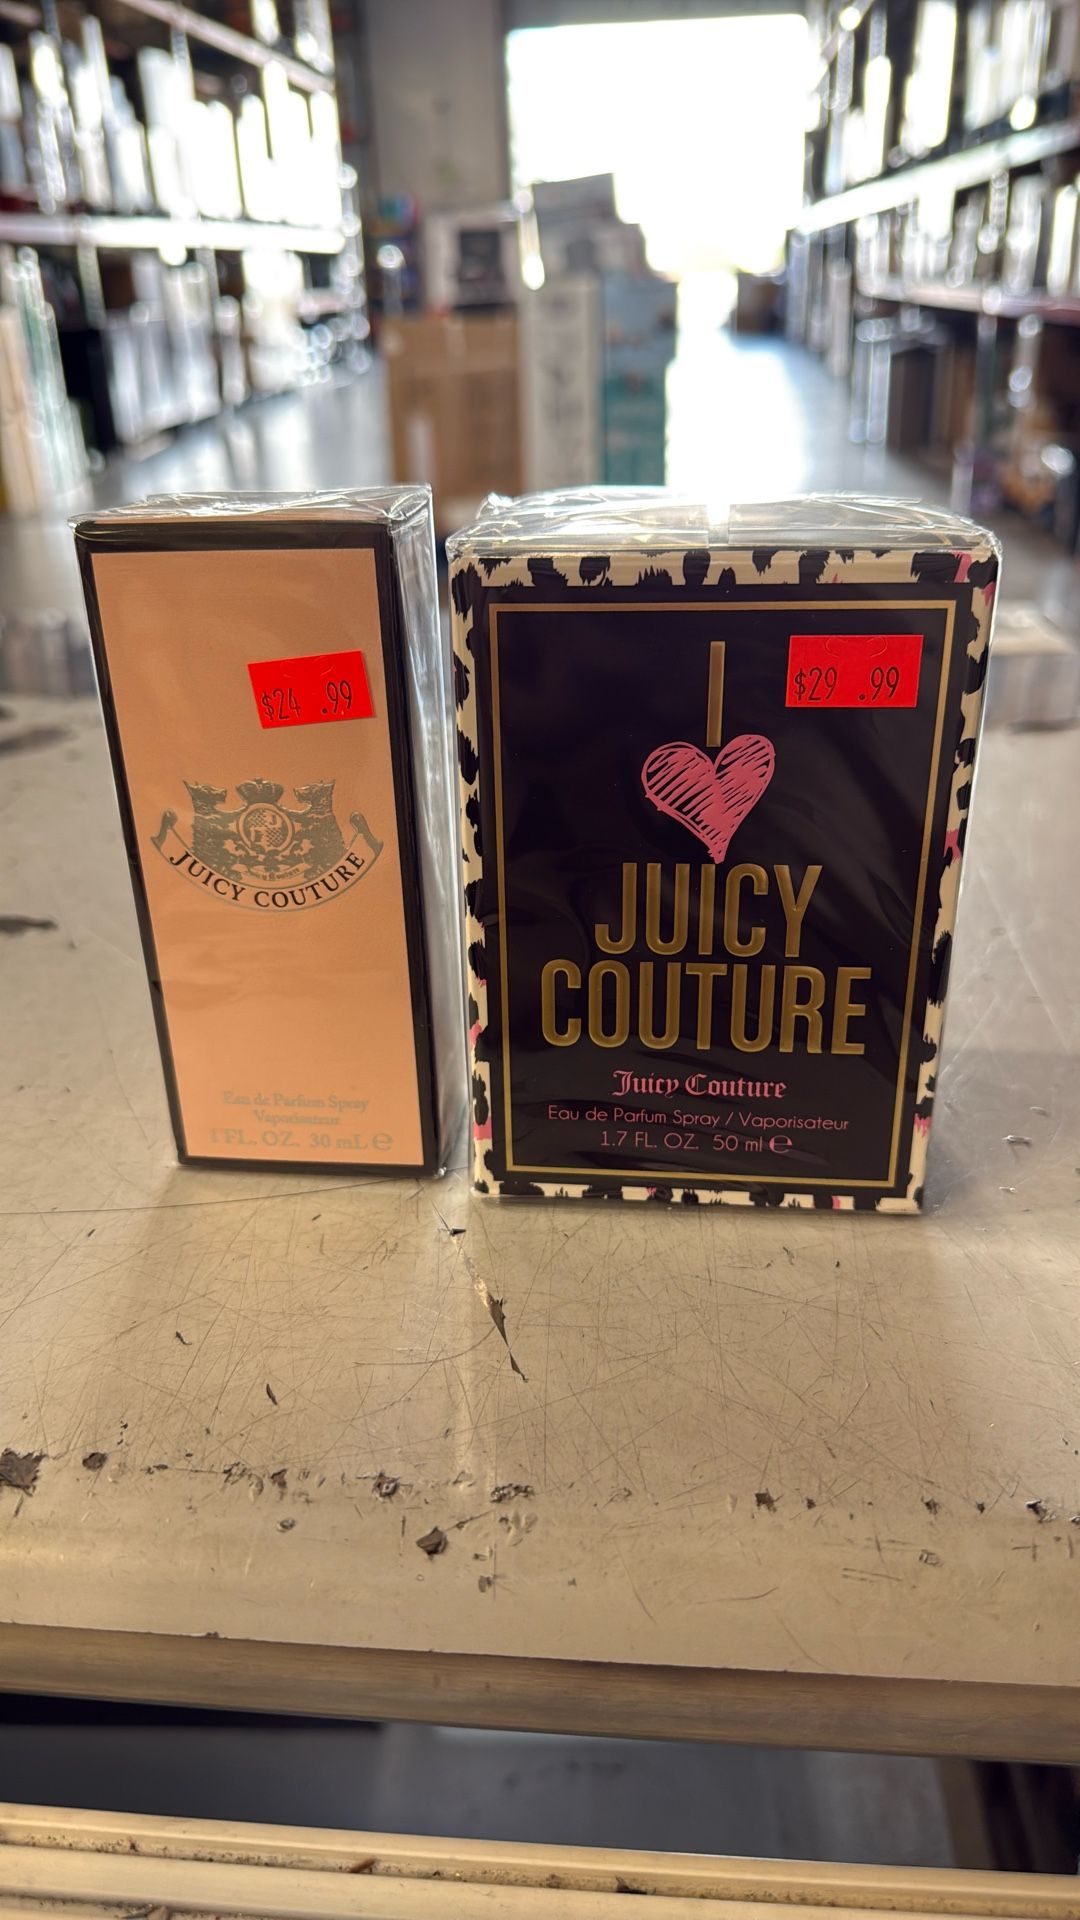 $24 .99
JUICY COUTURE
Eau de Parfum Spray
Vaporisateur
1 FL. OZ. 30 mL e
$29 .99
I
JUICY
COUTURE
Juicy Couture
Eau de Parfum Spray / Vaporisateur
1.7 FL. OZ. 50 ml e